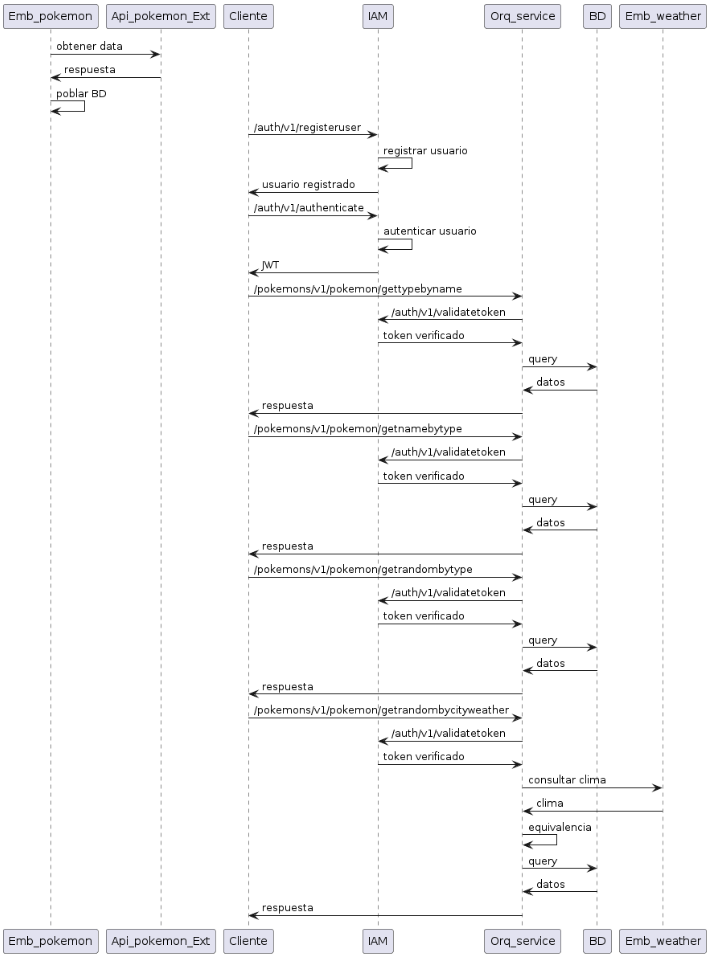 Emb_pokemon Api_pokemon_Ext Cliente IAM Orq_service BD Emb_weather
obtener data
respuesta
poblar BD
/auth/v1/registeruser
registrar usuario
usuario registrado
/auth/v1/authenticate
autenticar usuario
JWT
/pokemons/v1/pokemon/gettypebyname
/auth/v1/validatetoken
token verificado
query
datos
respuesta
/pokemons/v1/pokemon/getnamebytype
/auth/v1/validatetoken
token verificado
query
datos
respuesta
/pokemons/v1/pokemon/getrandombytype
/auth/v1/validatetoken
token verificado
query
datos
respuesta
/pokemons/v1/pokemon/getrandombycityweather
/auth/v1/validatetoken
token verificado
consultar clima
clima
equivalencia
query
datos
respuesta
Emb_pokemon Api_pokemon_Ext Cliente IAM Orq_service BD Emb_weather